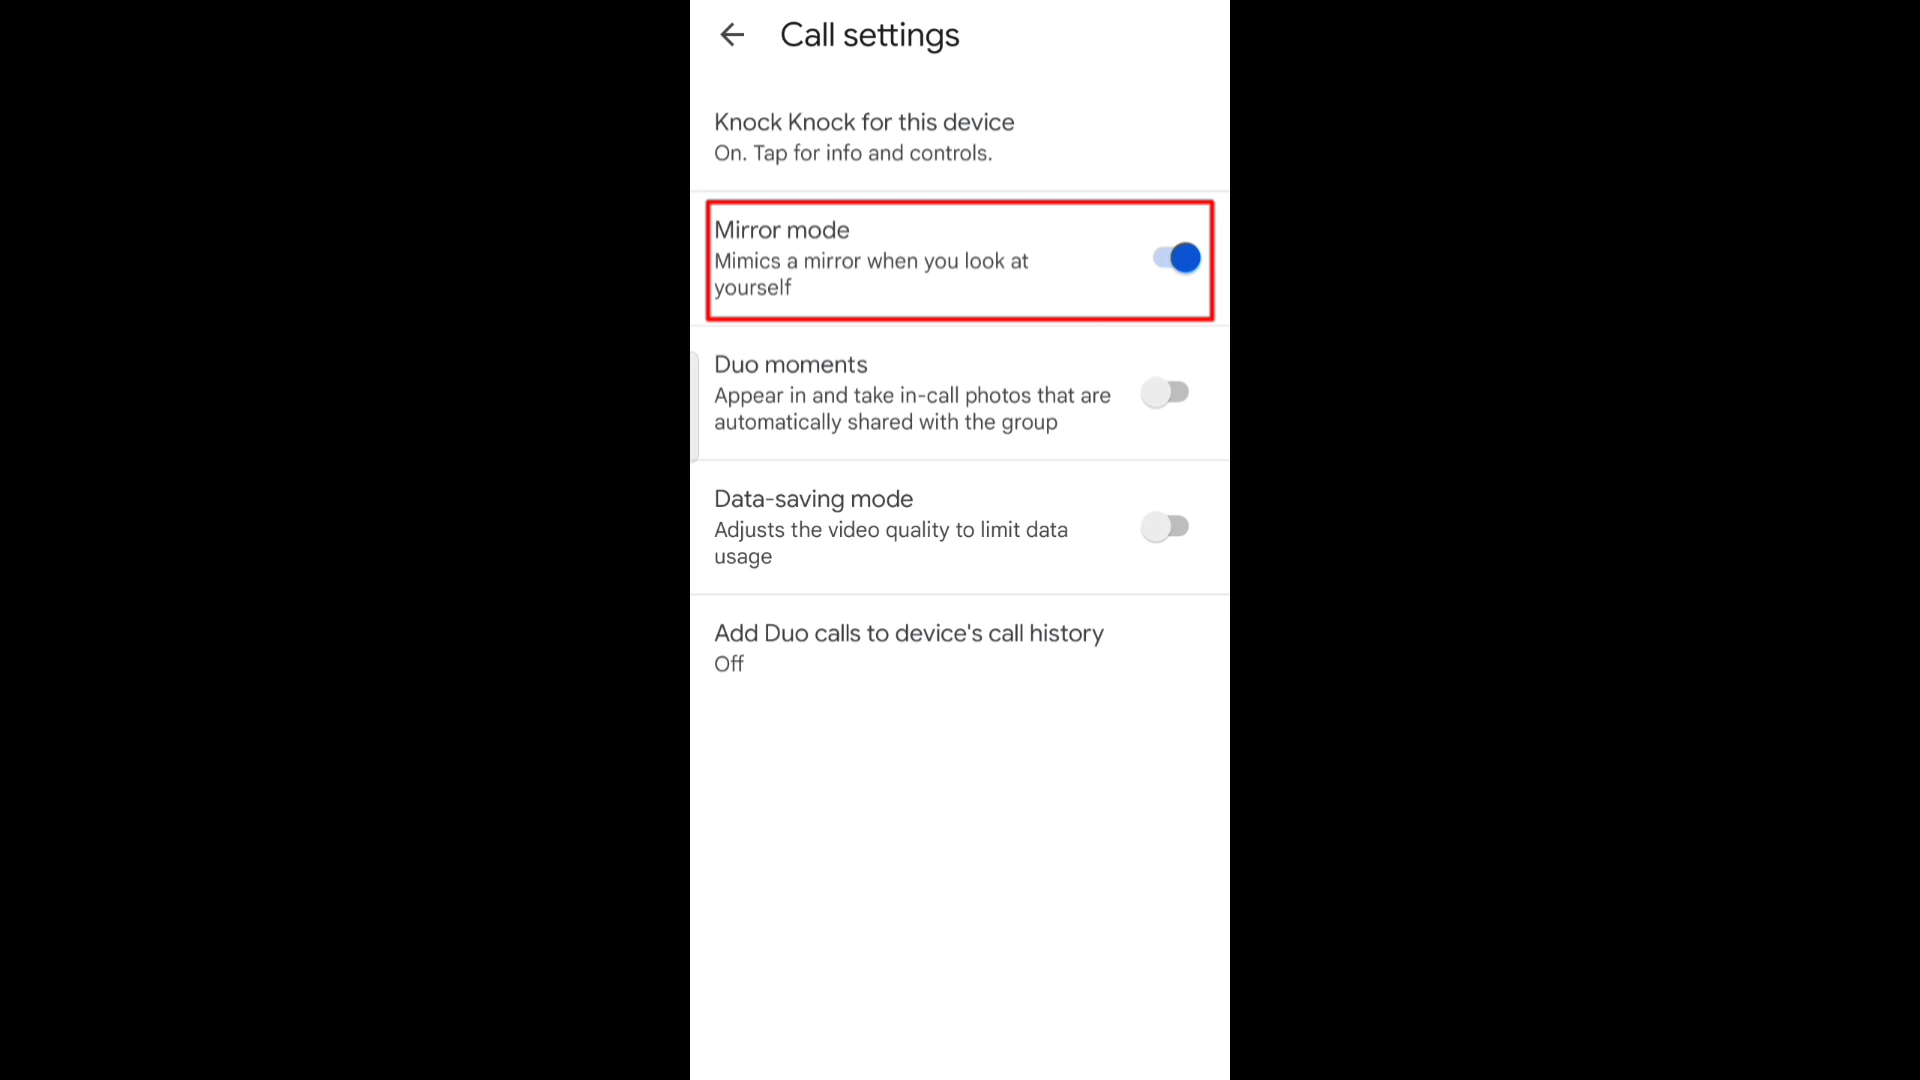 Call settings
Knock Knock for this device
On. Tap for info and controls.
Mirror mode
Mimics a mirror when you look at
yourself
Duo moments
Appear in and take in-call photos that are
automatically shared with the group
Data-saving mode
Adjusts the video quality to limit data
usage
Add Duo calls to device's call history
Off